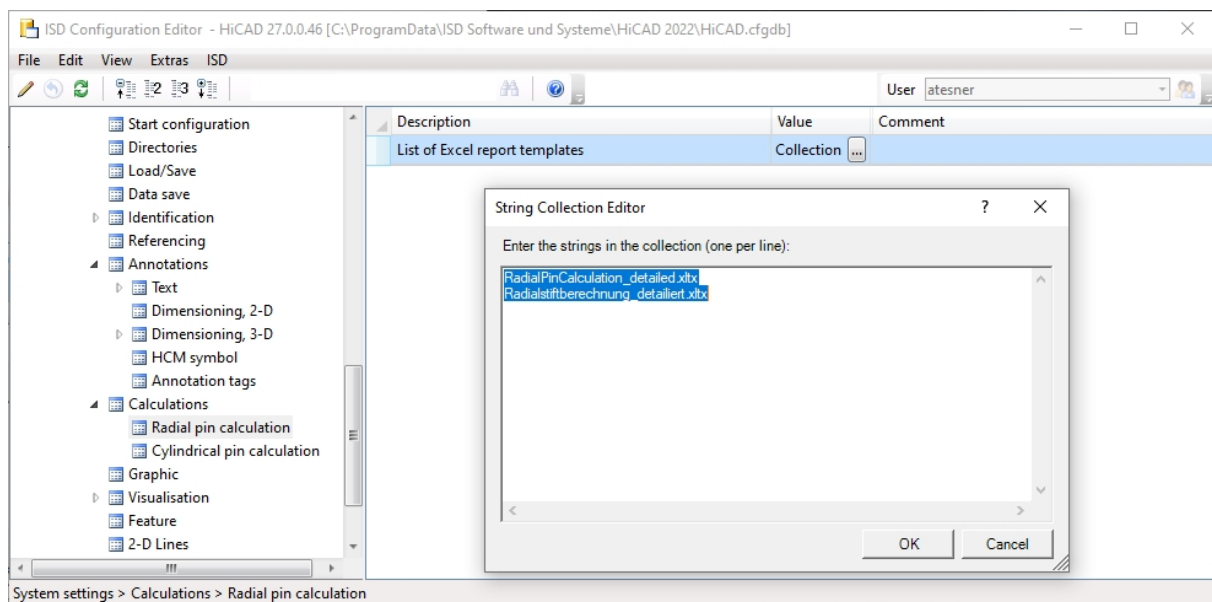 ISD Configuration Editor - HiCAD 27.0.0.46 [C:\ProgramData\ISD Software und Systeme\HiCAD 2022\HiCAD.cfgdb]
File Edit View Extras ISD
User atesner
Start configuration
Directories
Load/Save
Data save
Identification
Referencing
Annotations
Text
Dimensioning, 2-D
Dimensioning, 3-D
HCM symbol
Annotation tags
Calculations
Radial pin calculation
Cylindrical pin calculation
Graphic
Visualisation
Feature
2-D Lines
Description Value Comment
List of Excel report templates Collection ...
String Collection Editor ?
Enter the strings in the collection (one per line):
RadialPinCalculation_detailed.xltx
Radialstiftberechnung_detailiert.xltx
OK Cancel
System settings > Calculations > Radial pin calculation